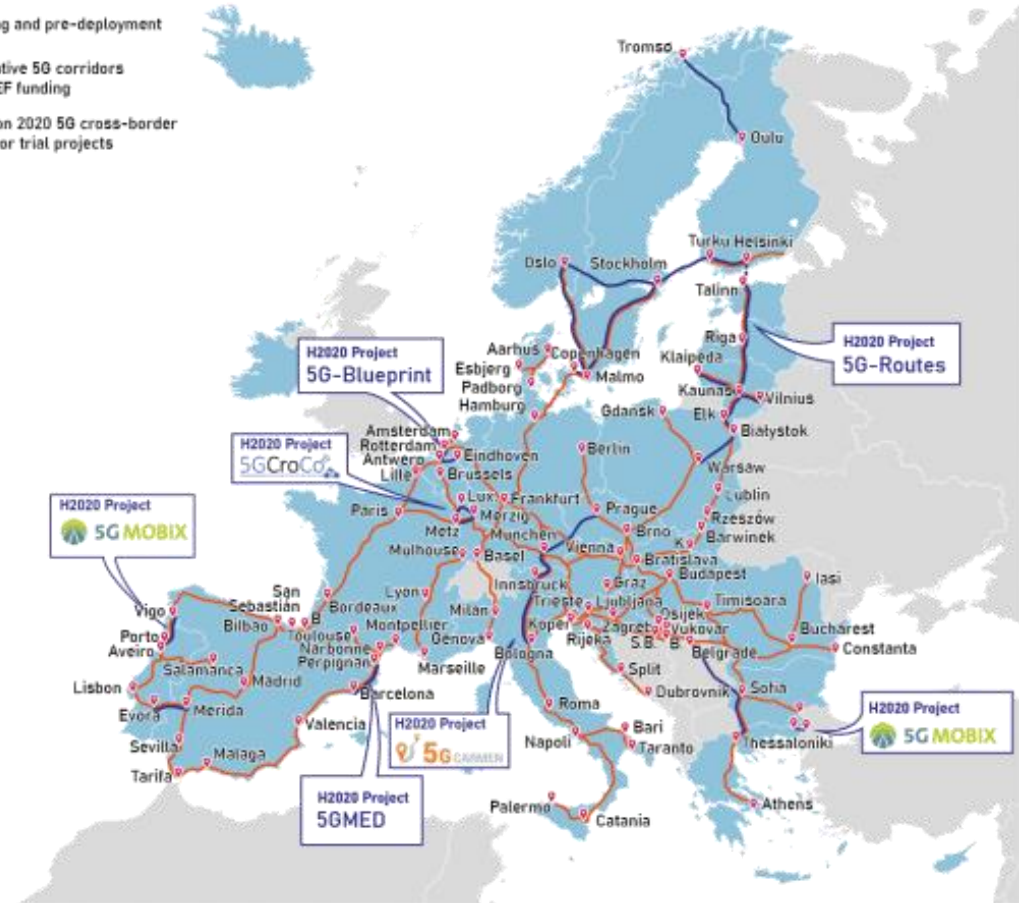 ng and pre-deployment
tive 5G corridors
EF funding
on 2020 5G cross-border
or trial projects
Tromsø
Oulu
Turku Helsinki
Oslo
Stockholm
Talinn
Riga
Klaipėda
Kaunas
Vilnius
H2020 Project
5G-Routes
H2020 Project
5G-Blueprint
Aarhus
Copenhagen
Esbjerg
Padborg
Malmo
Hamburg
Gdańsk
Elk
Białystok
Amsterdam
Rotterdam
Antwerp
Eindhoven
Berlin
Lille
Brussels
Warsaw
H2020 Project
5GCroCo
Lux.
Frankfurt
Lublin
Paris
Merzig
Prague
Rzeszów
Metz
Munchen
Brno
Barwinek
K
Mulhouse
Basel
Vienna
Bratislava
H2020 Project
5G MOBIX
Innsbruck
Graz
Budapest
Iasi
San
Sebastian
Bordeaux
Lyon
Milan
Trieste
Ljubljana
Timisoara
Vigo
Bilbao
B
Montpellier
Koper
Osijek
Porto
Toulouse
Genova
Rijeka
Zagreb
Vukovar
Bucharest
Aveiro
Narbonne
Bologna
S.B.
B
Belgrade
Constanta
Salamanca
Perpignan
Marseille
Split
Madrid
Lisbon
Barcelona
Dubrovnik
Sofia
Evora
Merida
Roma
H2020 Project
5G MOBIX
Valencia
H2020 Project
5G CARMEN
Bari
Sevilla
Malaga
Napoli
Taranto
Thessaloniki
Tarifa
H2020 Project
5GMED
Palermo
Catania
Athens